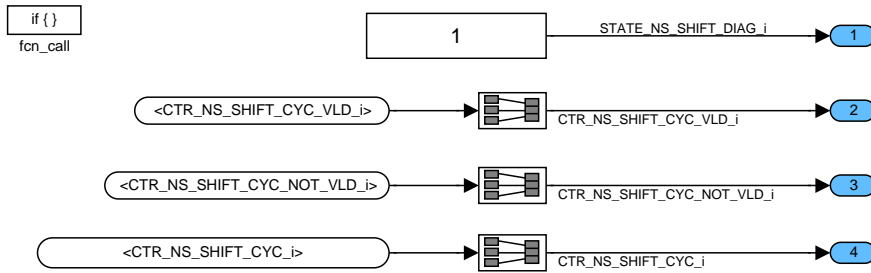 if { }
fcn_call
1
STATE_NS_SHIFT_DIAG_i
1
<CTR_NS_SHIFT_CYC_VLD_i>
CTR_NS_SHIFT_CYC_VLD_i
2
<CTR_NS_SHIFT_CYC_NOT_VLD_i>
CTR_NS_SHIFT_CYC_NOT_VLD_i
3
<CTR_NS_SHIFT_CYC_i>
CTR_NS_SHIFT_CYC_i
4